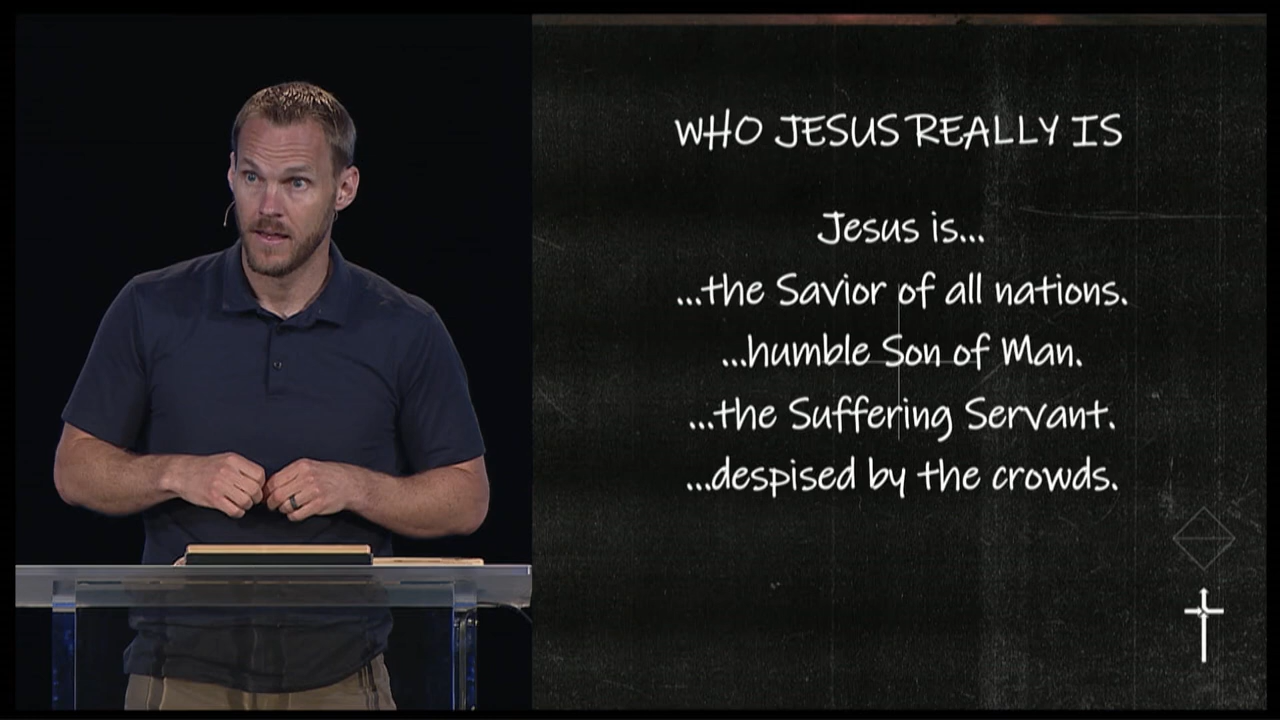 WHO JESUS REALLY IS
Jesus is...
...the Savior of all nations.
...humble Son of Man.
...the Suffering Servant.
...despised by the crowds.